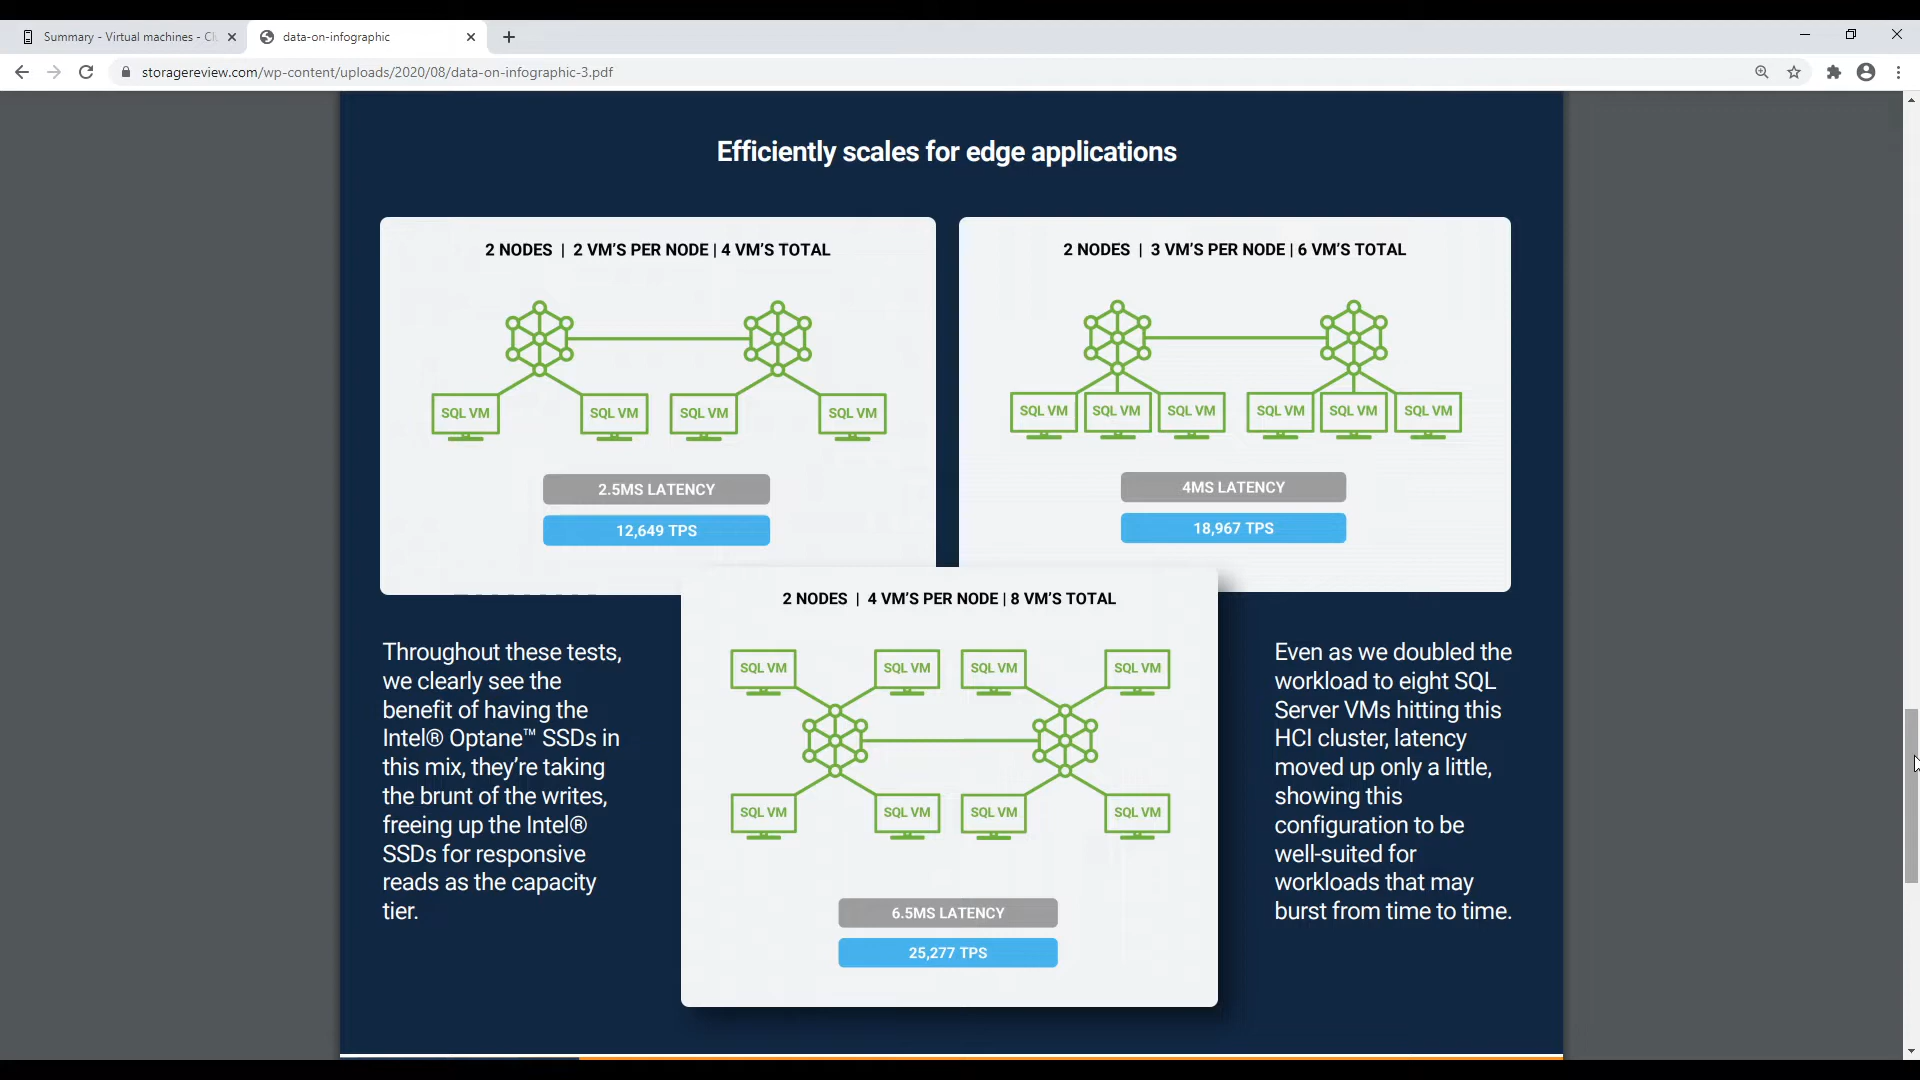 Summary - Virtual machines - Cl
data-on-infographic
storagereview.com/wp-content/uploads/2020/08/data-on-infographic-3.pdf
Efficiently scales for edge applications
2 NODES | 2 VM'S PER NODE | 4 VM'S TOTAL
SQL VM SQL VM SQL VM SQL VM
2.5MS LATENCY
12,649 TPS
2 NODES | 3 VM'S PER NODE | 6 VM'S TOTAL
SQL VM SQL VM SQL VM SQL VM SQL VM SQL VM
4MS LATENCY
18,967 TPS
2 NODES | 4 VM'S PER NODE | 8 VM'S TOTAL
SQL VM SQL VM SQL VM SQL VM
SQL VM SQL VM SQL VM SQL VM
6.5MS LATENCY
25,277 TPS
Throughout these tests,
we clearly see the
benefit of having the
Intel® Optane™ SSDs in
this mix, they're taking
the brunt of the writes,
freeing up the Intel®
SSDs for responsive
reads as the capacity
tier.
Even as we doubled the
workload to eight SQL
Server VMs hitting this
HCI cluster, latency
moved up only a little,
showing this
configuration to be
well-suited for
workloads that may
burst from time to time.